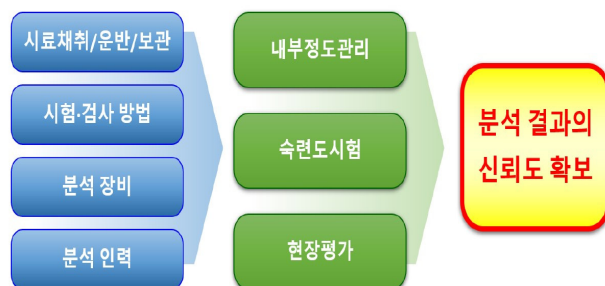 시료채취/운반/보관
시험·검사 방법
분석 장비
분석 인력
내부정도관리
숙련도시험
현장평가
분석 결과의
신뢰도 확보